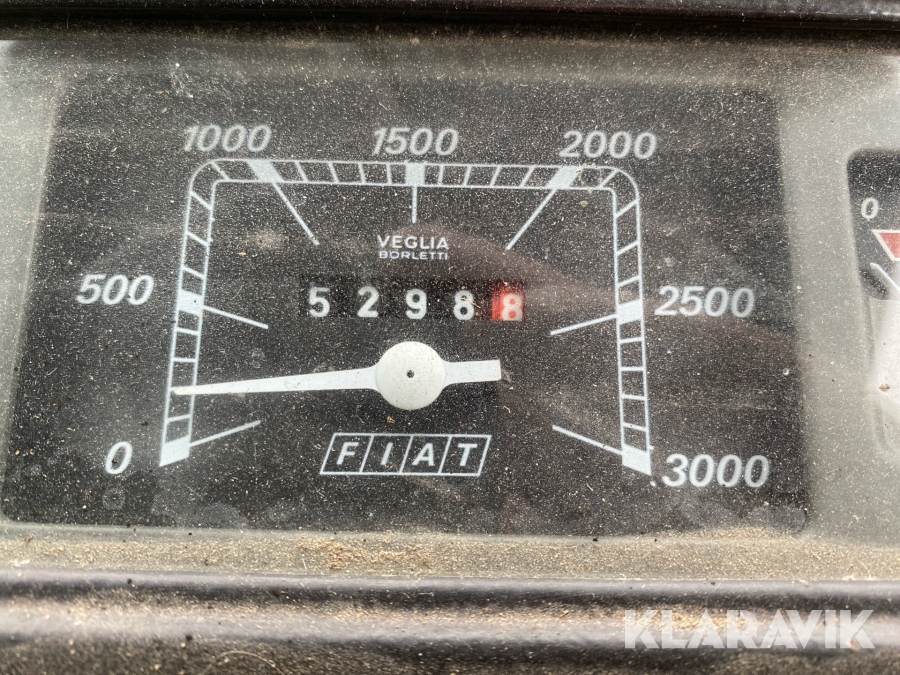 1000 1500 2000
VEGLIA
BORLETTI
500 52988 2500
0 FIAT 3000
0
KLARAVIK